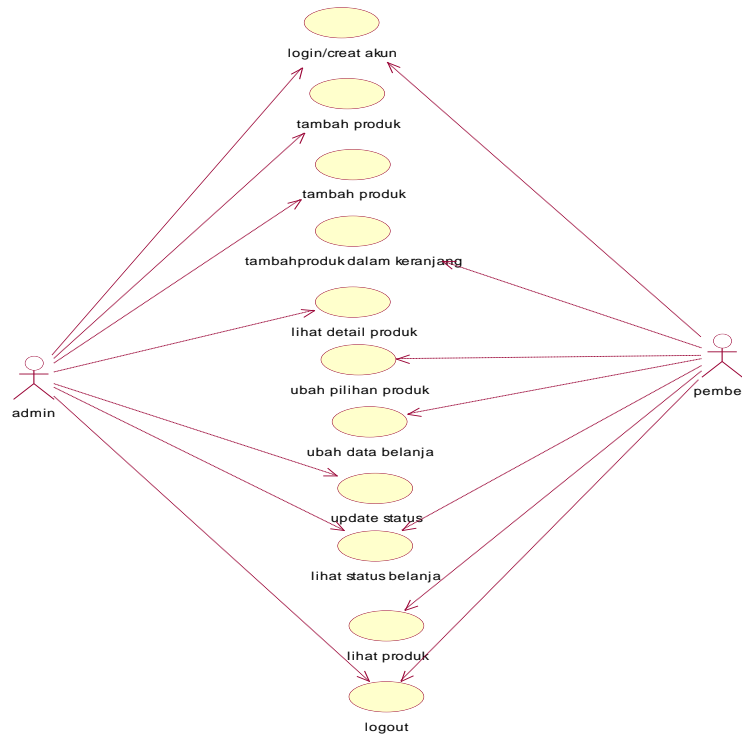 login/creat akun
tambah produk
tambah produk
tambahproduk dalam keranjang
lihat detail produk
ubah pilihan produk
admin
pembe
ubah data belanja
update status
lihat status belanja
lihat produk
logout